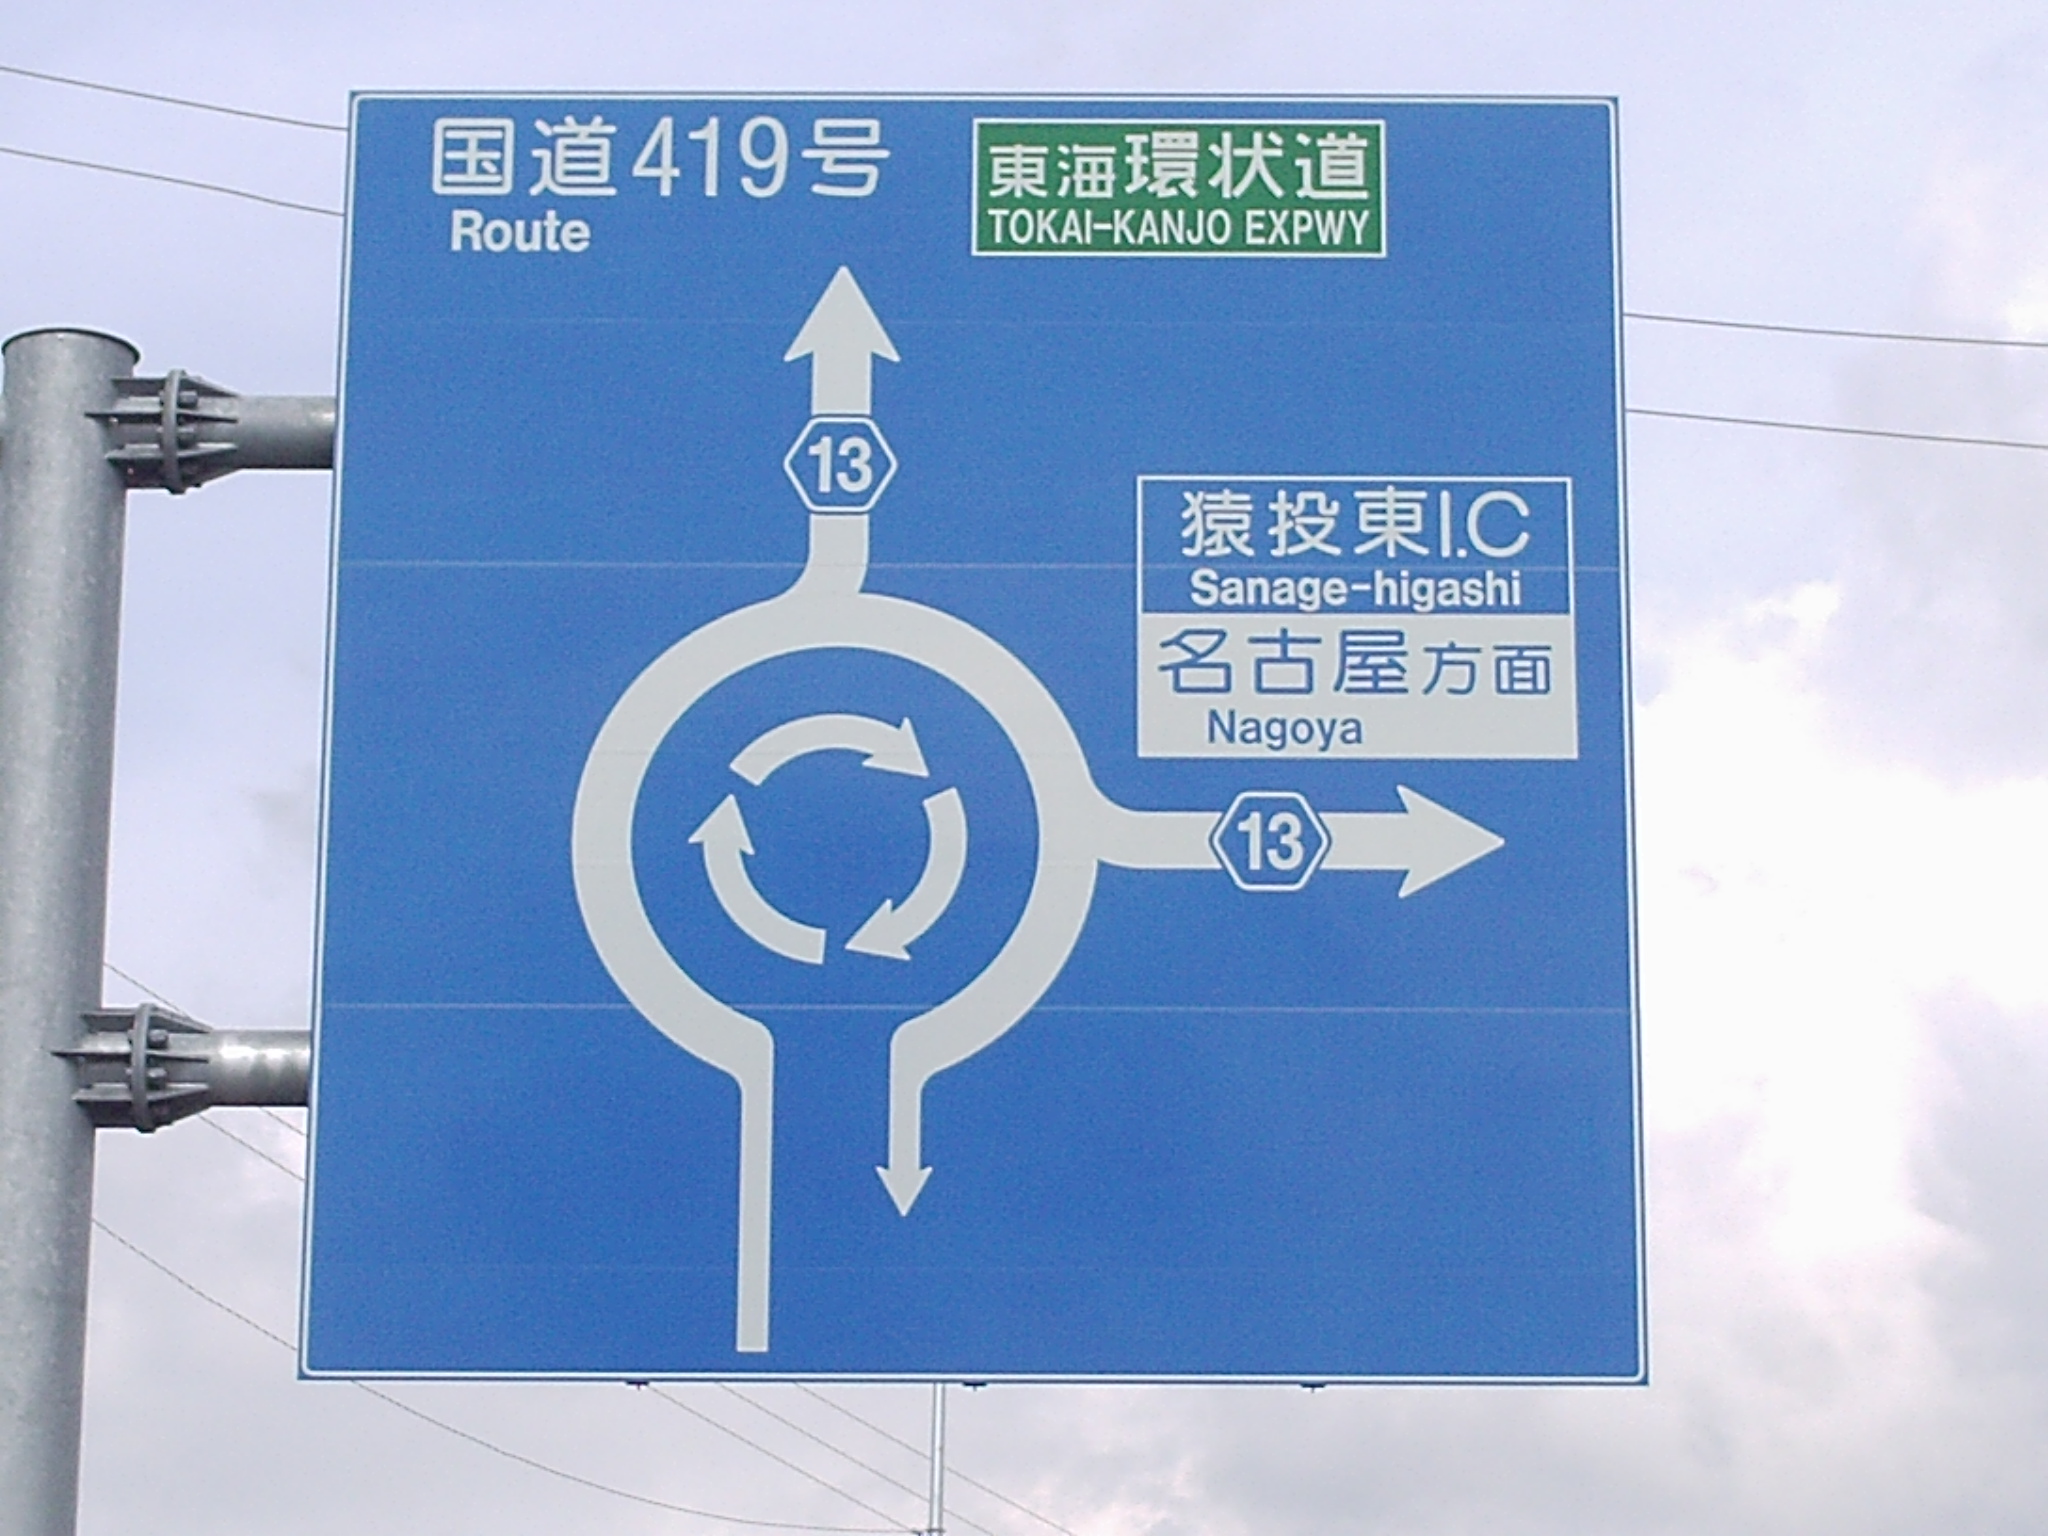 国道419号
Route
東海環状道
TOKAI-KANJO EXPWY
13
猿投東I.C
Sanage-higashi
名古屋方面
Nagoya
13